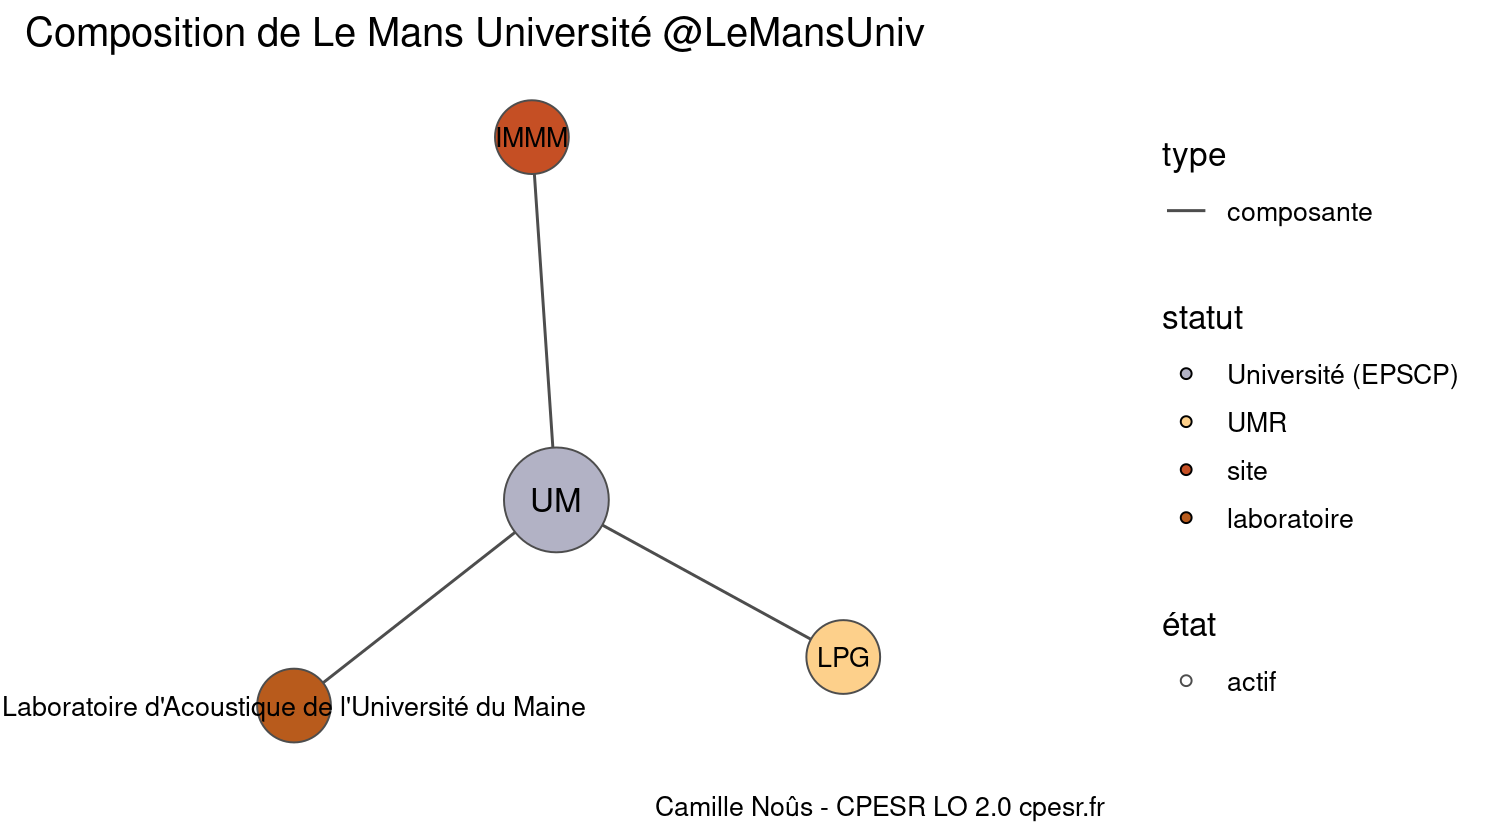 Composition de Le Mans Université @LeMansUniv
IMMM
UM
LPG
Laboratoire d'Acoustique de l'Université du Maine
type
composante
statut
Université (EPSCP)
UMR
site
laboratoire
état
actif
Camille Noûs - CPESR LO 2.0 cpesr.fr